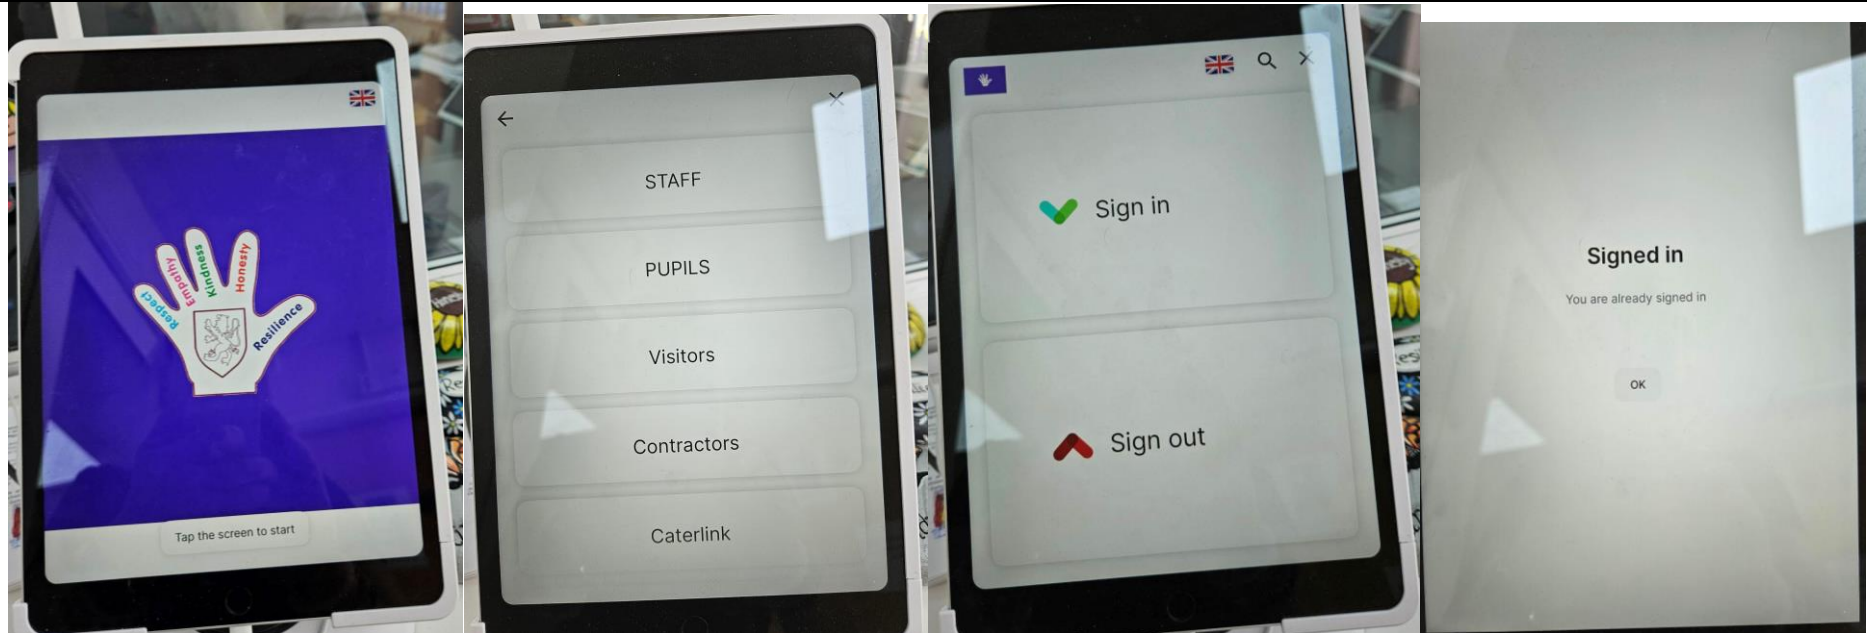 Respect
Empathy
Kindness
Honesty
Resilience
Tap the screen to start
STAFF
PUPILS
Visitors
Contractors
Caterlink
Sign in
Sign out
Signed in
You are already signed in
OK